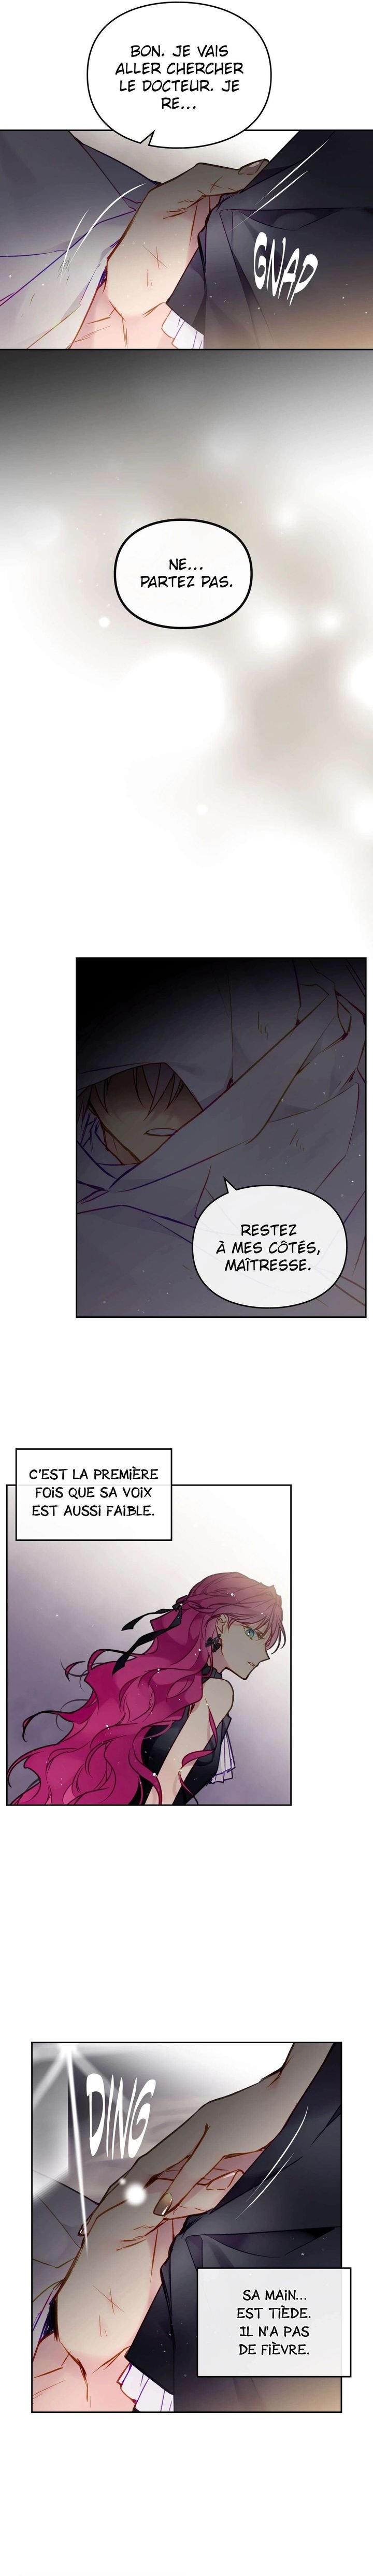 BON. JE VAIS
ALLER CHERCHER
LE DOCTEUR. JE
RE...
GNAP
NE...
PARTEZ PAS.
RESTEZ
À MES CÔTÉS,
MAÎTRESSE.
C'EST LA PREMIÈRE
FOIS QUE SA VOIX
EST AUSSI FAIBLE.
DING
SA MAIN...
EST TIÈDE.
IL N'A PAS
DE FIÈVRE.